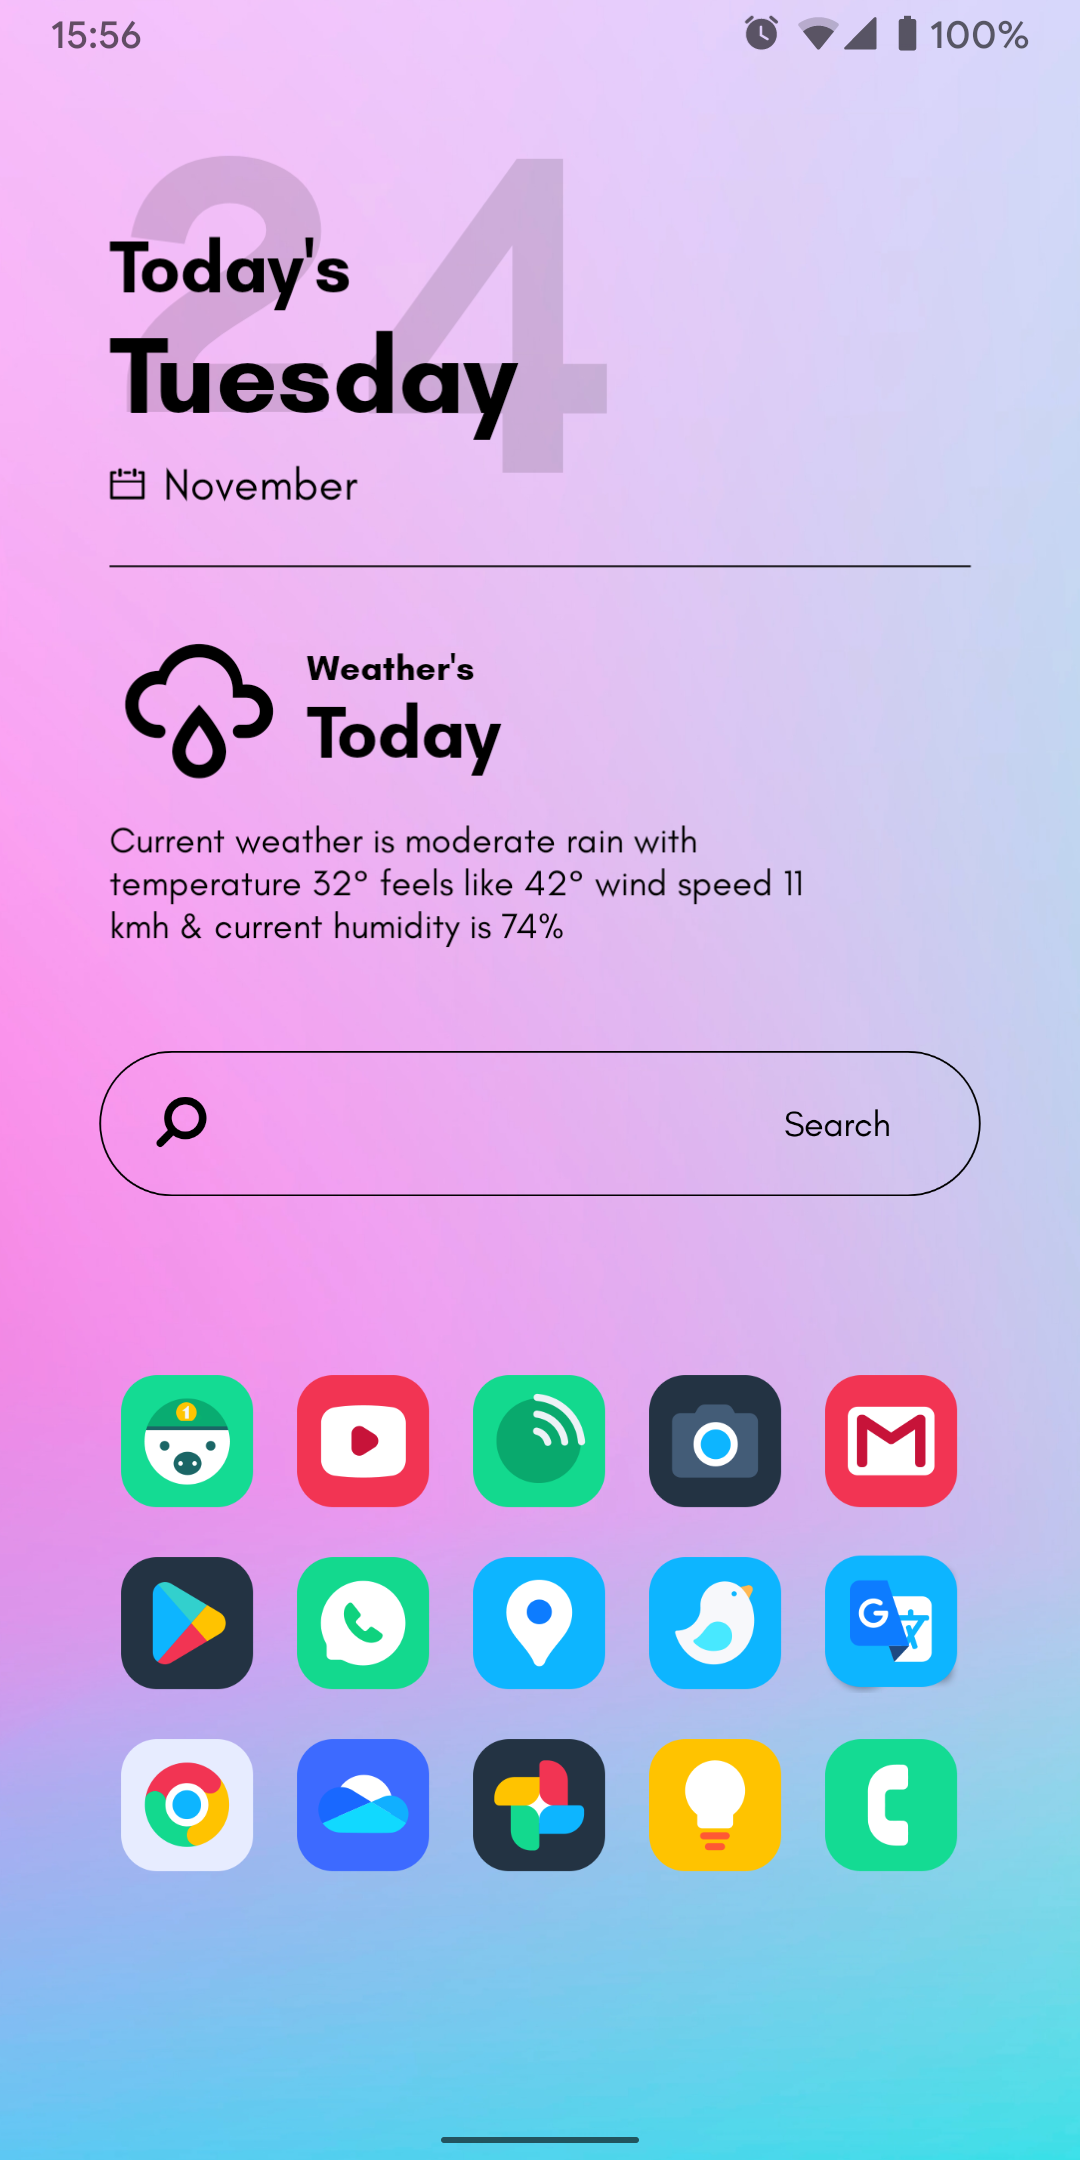 15:56
100%
24
Today's
Tuesday
November
Weather's
Today
Current weather is moderate rain with
temperature 32° feels like 42° wind speed 11
kmh & current humidity is 74%
Search
1
M
G